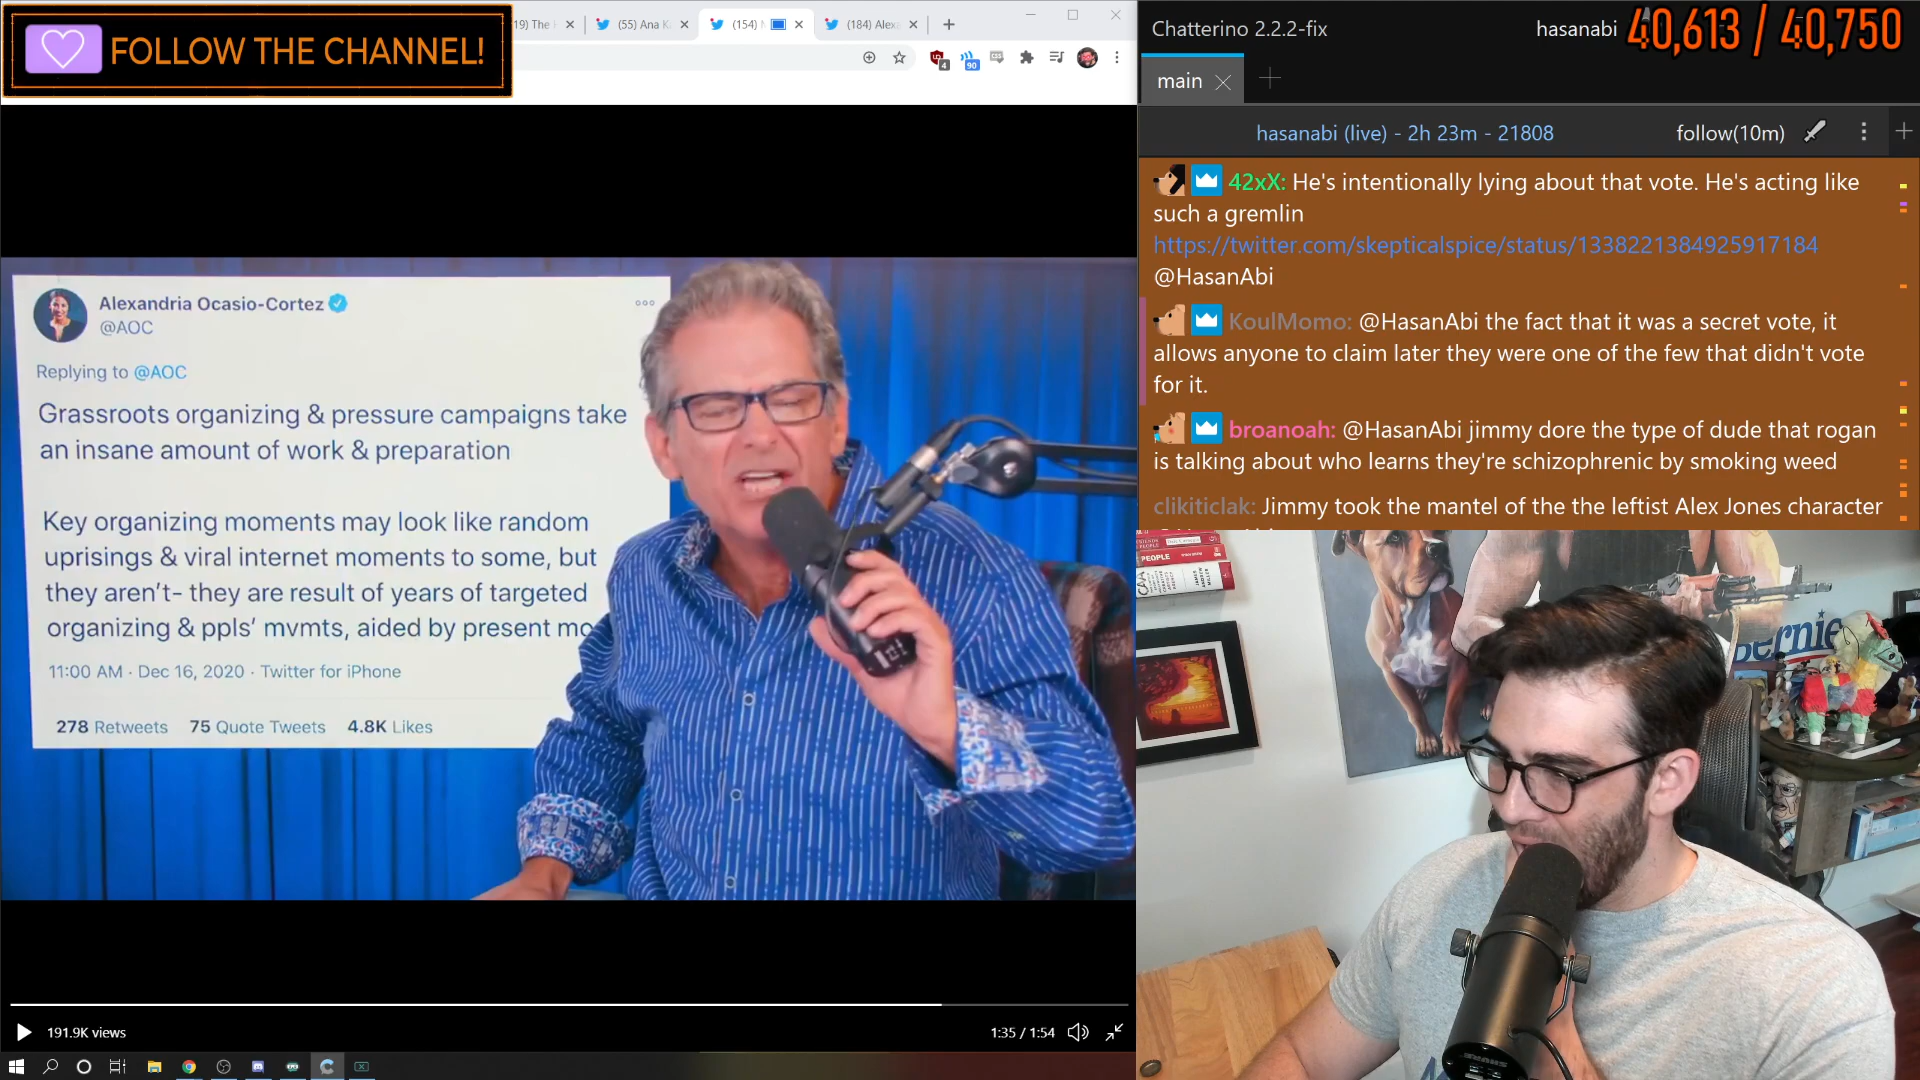 FOLLOW THE CHANNEL!
19) The
(55) Ana K
(154)
(184) Alex
4
90
Alexandria Ocasio-Cortez
@AOC
Replying to @AOC
Grassroots organizing & pressure campaigns take
an insane amount of work & preparation
Key organizing moments may look like random
uprisings & viral internet moments to some, but
they aren't- they are result of years of targeted
organizing & ppls' mvmts, aided by present mo
11:00 AM · Dec 16, 2020 · Twitter for iPhone
278 Retweets 75 Quote Tweets 4.8K Likes
191.9K views
1:35 / 1:54
Chatterino 2.2.2-fix
hasanabi
40,613 / 40,750
main
hasanabi (live) - 2h 23m - 21808
follow(10m)
42xX: He's intentionally lying about that vote. He's acting like
such a gremlin
https://twitter.com/skepticalspice/status/1338221384925917184
@HasanAbi
KoulMomo: @HasanAbi the fact that it was a secret vote, it
allows anyone to claim later they were one of the few that didn't vote
for it.
broanoah: @HasanAbi jimmy dore the type of dude that rogan
is talking about who learns they're schizophrenic by smoking weed
clikiticlak: Jimmy took the mantel of the the leftist Alex Jones character
PEOPLE
CAA
Bernie
SHURE